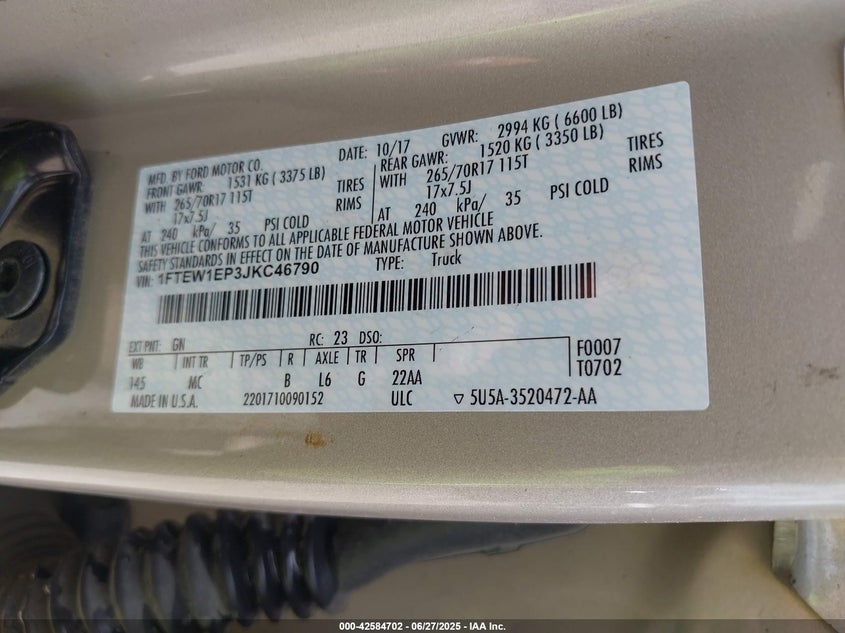 MFD. BY FORD MOTOR CO. DATE: 10/17 GVWR: 2994 KG ( 6600 LB)
FRONT GAWR: 1531 KG ( 3375 LB) REAR GAWR: 1520 KG ( 3350 LB)
WITH 265/70R17 115T TIRES WITH 265/70R17 115T TIRES
17x7.5J RIMS 17x7.5J RIMS
AT 240 kPa/ 35 PSI COLD AT 240 kPa/ 35 PSI COLD
THIS VEHICLE CONFORMS TO ALL APPLICABLE FEDERAL MOTOR VEHICLE
SAFETY STANDARDS IN EFFECT ON THE DATE OF MANUFACTURE SHOWN ABOVE.
VIN: 1FTEW1EP3JKC46790 TYPE: Truck
EXT PNT: GN RC: 23 DSO:
WB INT TR TP/PS R AXLE TR SPR F0007
145 MC B L6 G 22AA T0702
MADE IN U.S.A. 2201710090152 ULC ▽ 5U5A-3520472-AA
000-42584702 - 06/27/2025 - IAA Inc.